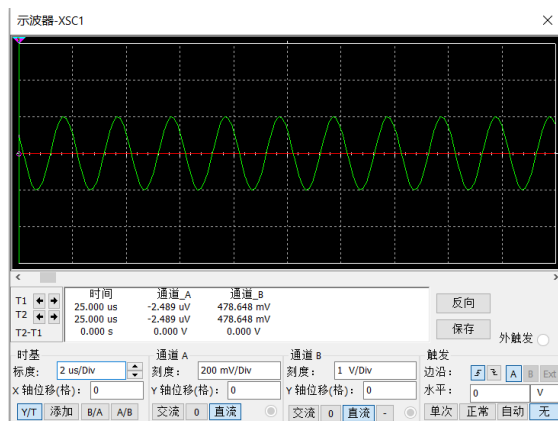 示波器-XSC1
时间 通道_A 通道_B
T1 25.000 us -2.489 uV 478.648 mV
T2 25.000 us -2.489 uV 478.648 mV
T2-T1 0.000 s 0.000 V 0.000 V
反向
保存
外触发
时基 通道 A 通道 B 触发
标度: 2 us/Div 刻度: 200 mV/Div 刻度: 1 V/Div 边沿: A B Ext
X 轴位移(格): 0 Y 轴位移(格): 0 Y 轴位移(格): 0 水平: 0 V
Y/T 添加 B/A A/B 交流 0 直流 交流 0 直流 - 单次 正常 自动 无